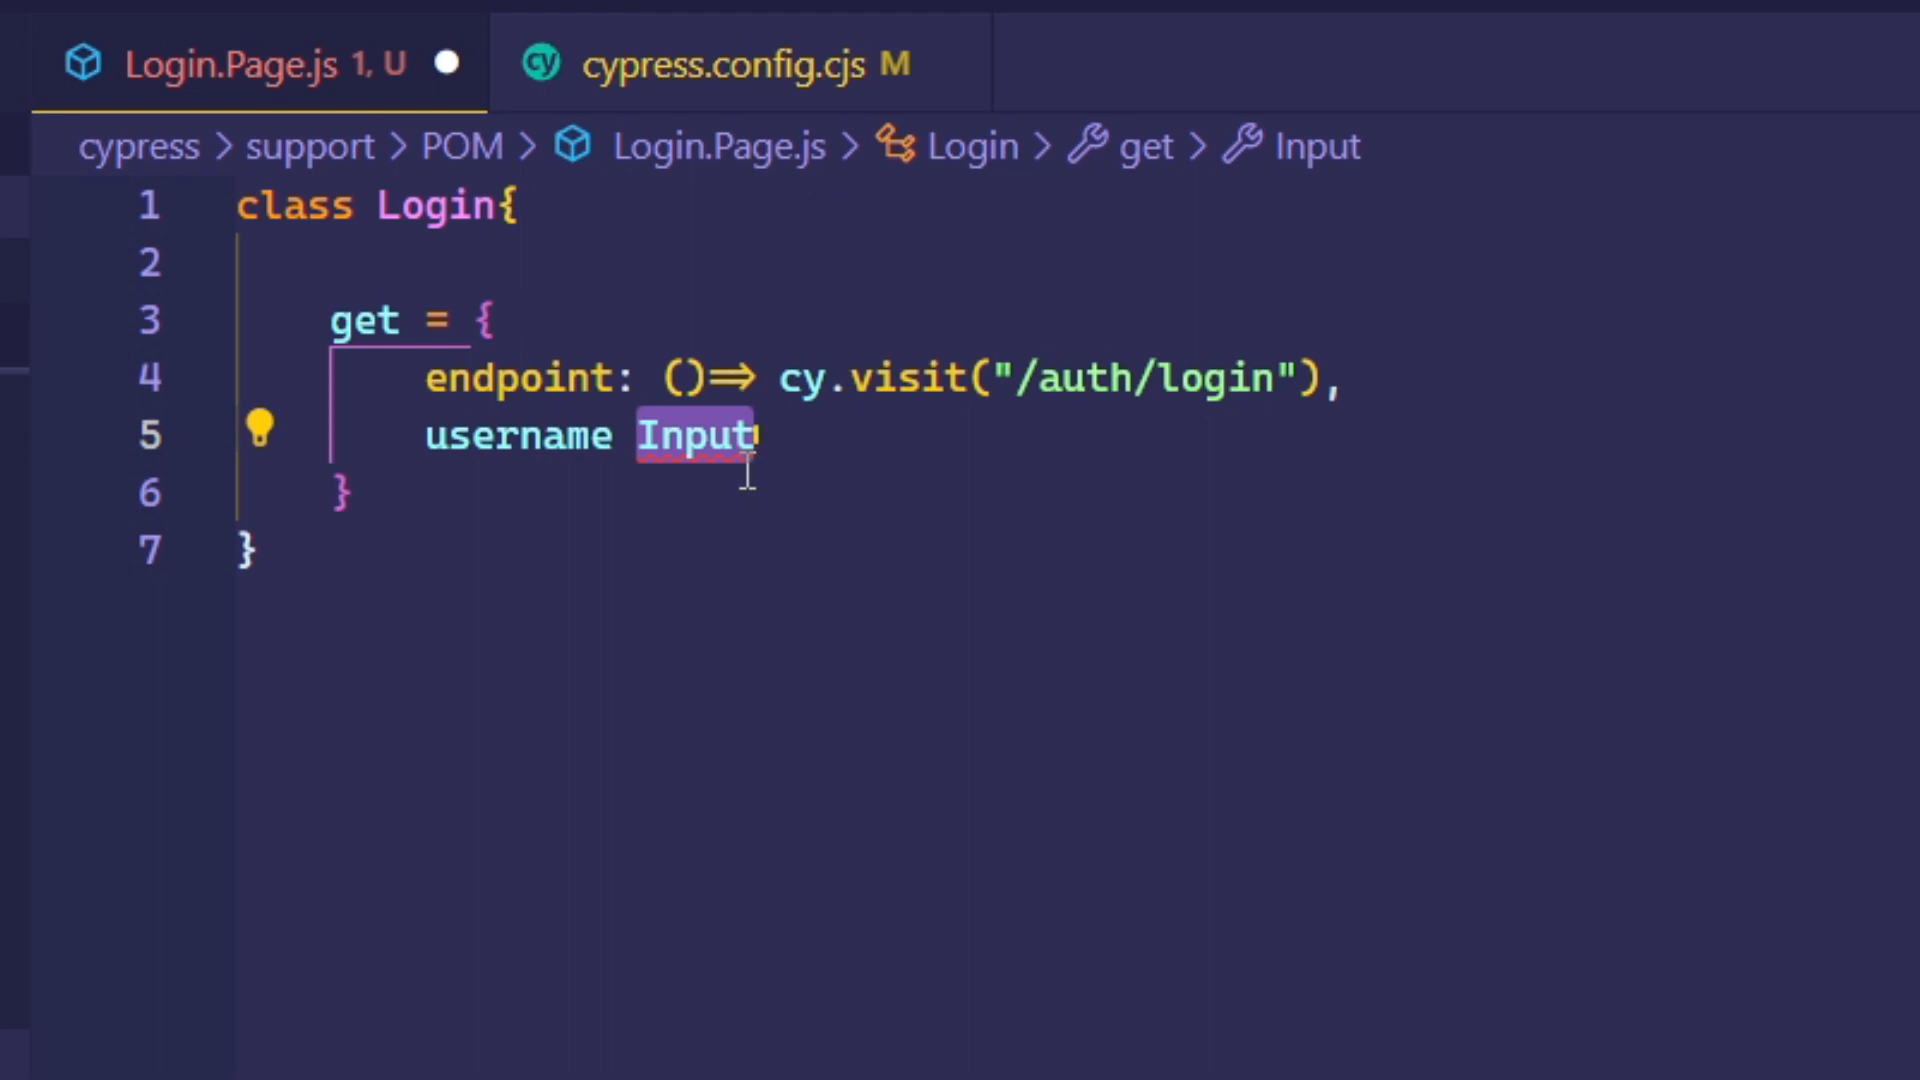 Login.Page.js 1, U ● cy cypress.config.cjs M
cypress > support > POM > Login.Page.js > Login > get > Input
1 class Login{
2
3 get = {
4 endpoint: ()=> cy.visit("/auth/login"),
5 username Input
6 }
7 }